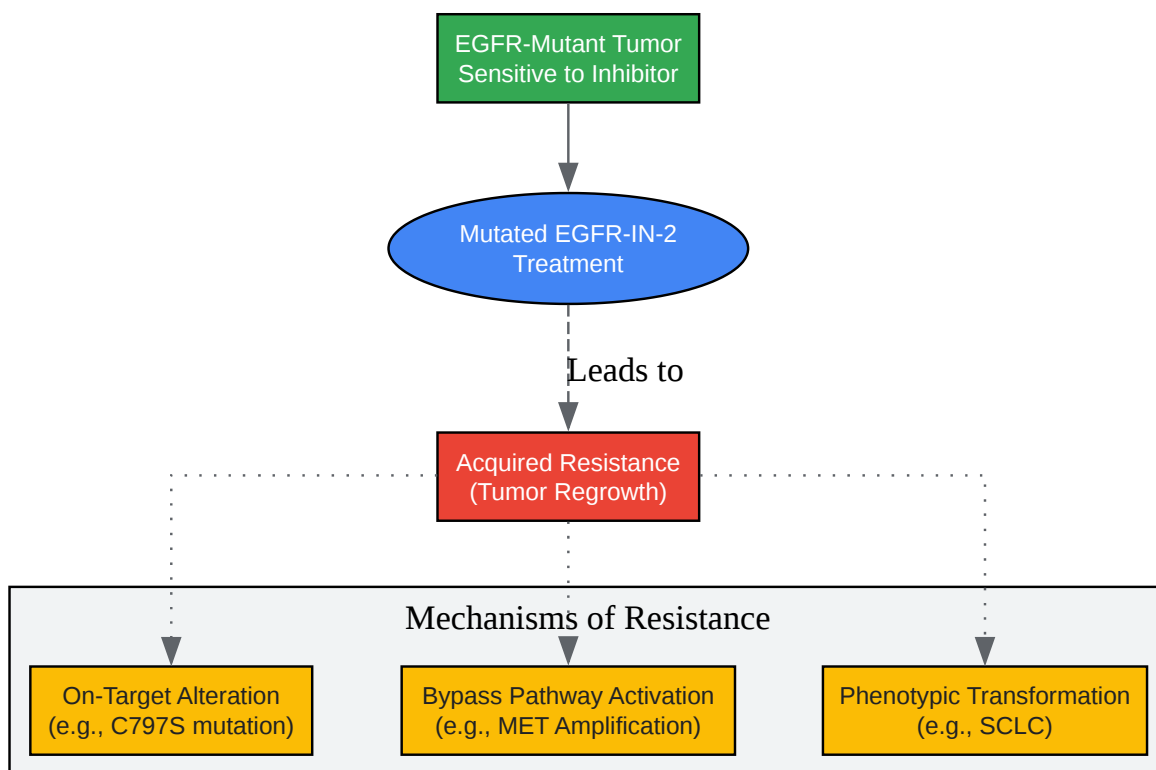 EGFR-Mutant Tumor
Sensitive to Inhibitor
Mutated EGFR-IN-2
Treatment
Leads to
Acquired Resistance
(Tumor Regrowth)
Mechanisms of Resistance
On-Target Alteration
(e.g., C797S mutation)
Bypass Pathway Activation
(e.g., MET Amplification)
Phenotypic Transformation
(e.g., SCLC)